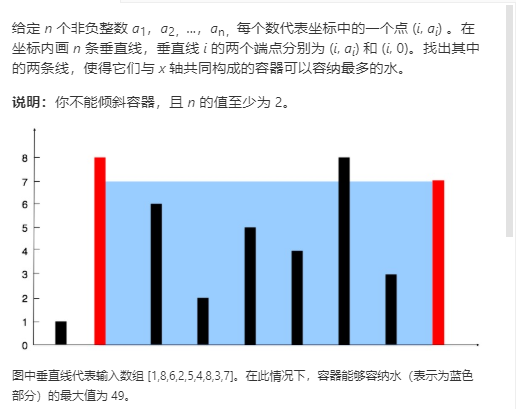 给定 n 个非负整数 a1，a2，...，an，每个数代表坐标中的一个点 (i, ai) 。在
坐标内画 n 条垂直线，垂直线 i 的两个端点分别为 (i, ai) 和 (i, 0)。找出其中
的两条线，使得它们与 x 轴共同构成的容器可以容纳最多的水。
说明：你不能倾斜容器，且 n 的值至少为 2。
8
7
6
5
4
3
2
1
0
图中垂直线代表输入数组 [1,8,6,2,5,4,8,3,7]。在此情况下，容器能够容纳水（表示为蓝色
部分）的最大值为 49。